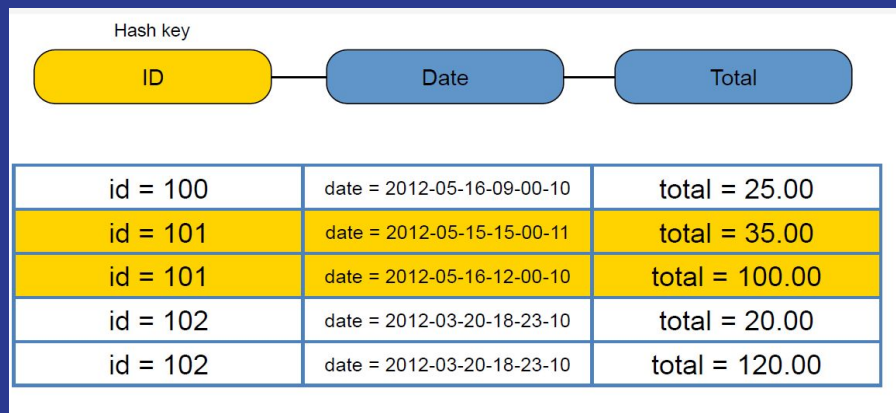 Hash key
ID Date Total
id = 100 date = 2012-05-16-09-00-10 total = 25.00
id = 101 date = 2012-05-15-15-00-11 total = 35.00
id = 101 date = 2012-05-16-12-00-10 total = 100.00
id = 102 date = 2012-03-20-18-23-10 total = 20.00
id = 102 date = 2012-03-20-18-23-10 total = 120.00